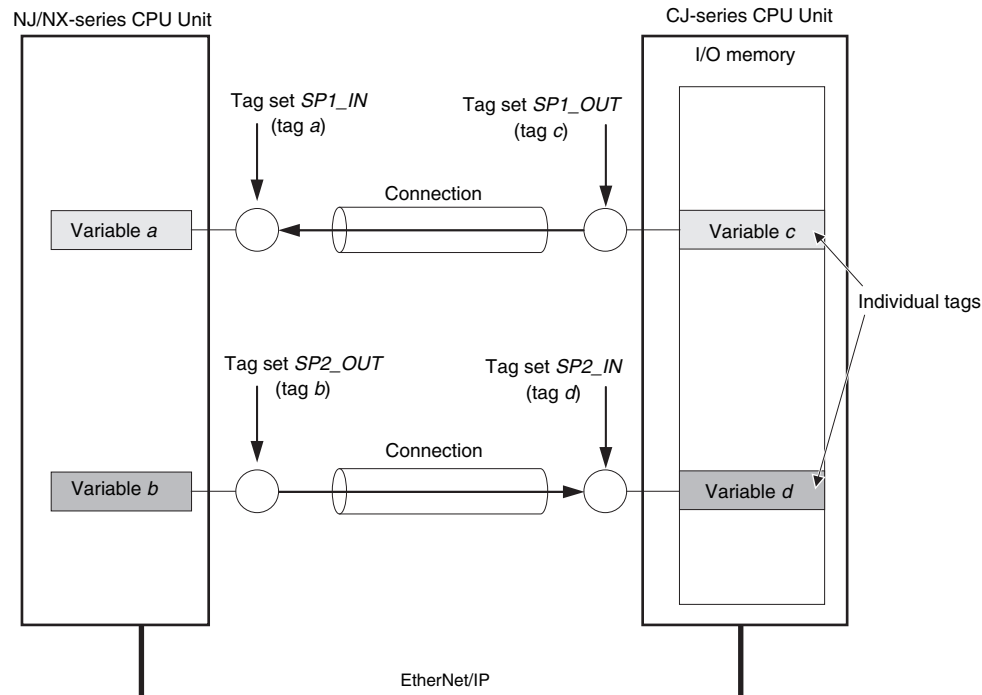 NJ/NX-series CPU Unit
CJ-series CPU Unit
I/O memory
Tag set SP1_IN
(tag a)
Tag set SP1_OUT
(tag c)
Connection
Variable a
Variable c
Individual tags
Tag set SP2_OUT
(tag b)
Tag set SP2_IN
(tag d)
Connection
Variable b
Variable d
EtherNet/IP